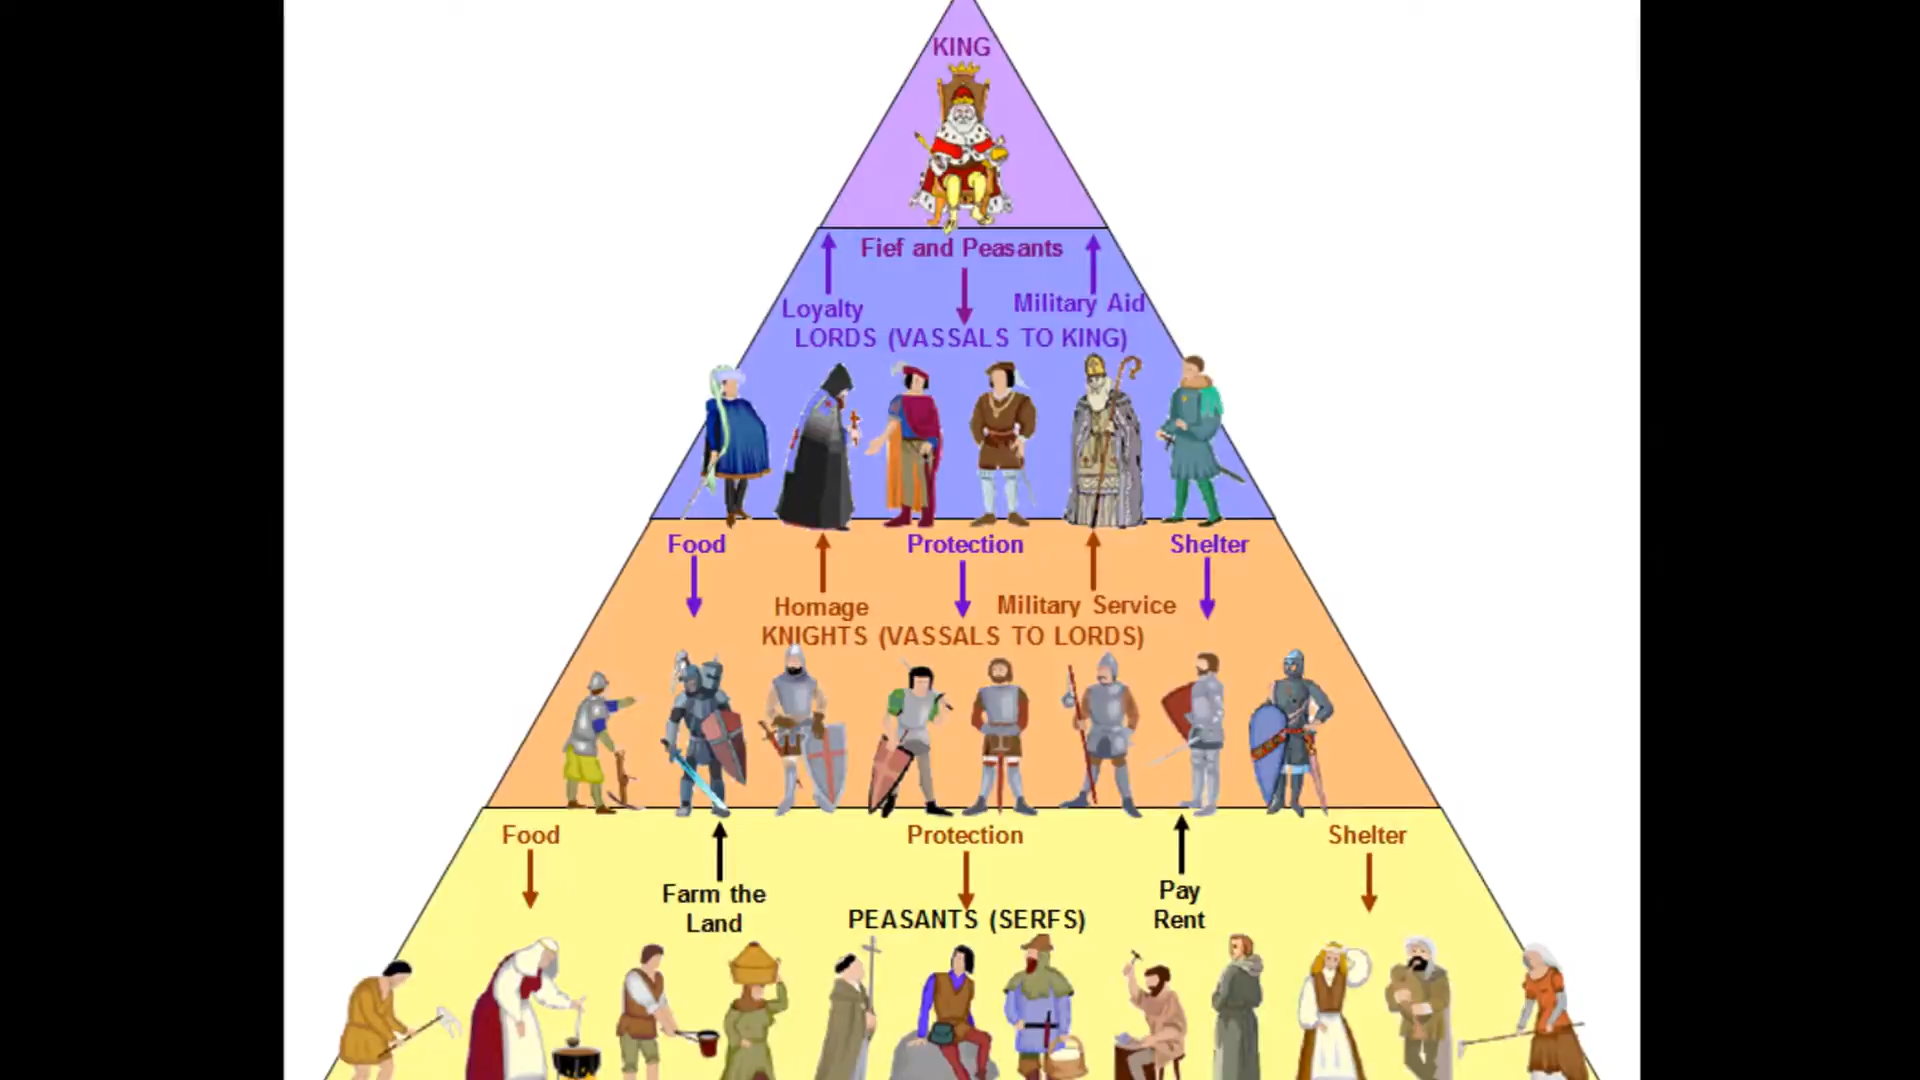 KING
Fief and Peasants
Loyalty
Military Aid
LORDS (VASSALS TO KING)
Food
Protection
Shelter
Homage
Military Service
KNIGHTS (VASSALS TO LORDS)
Food
Protection
Shelter
Farm the
Land
Pay
Rent
PEASANTS (SERFS)